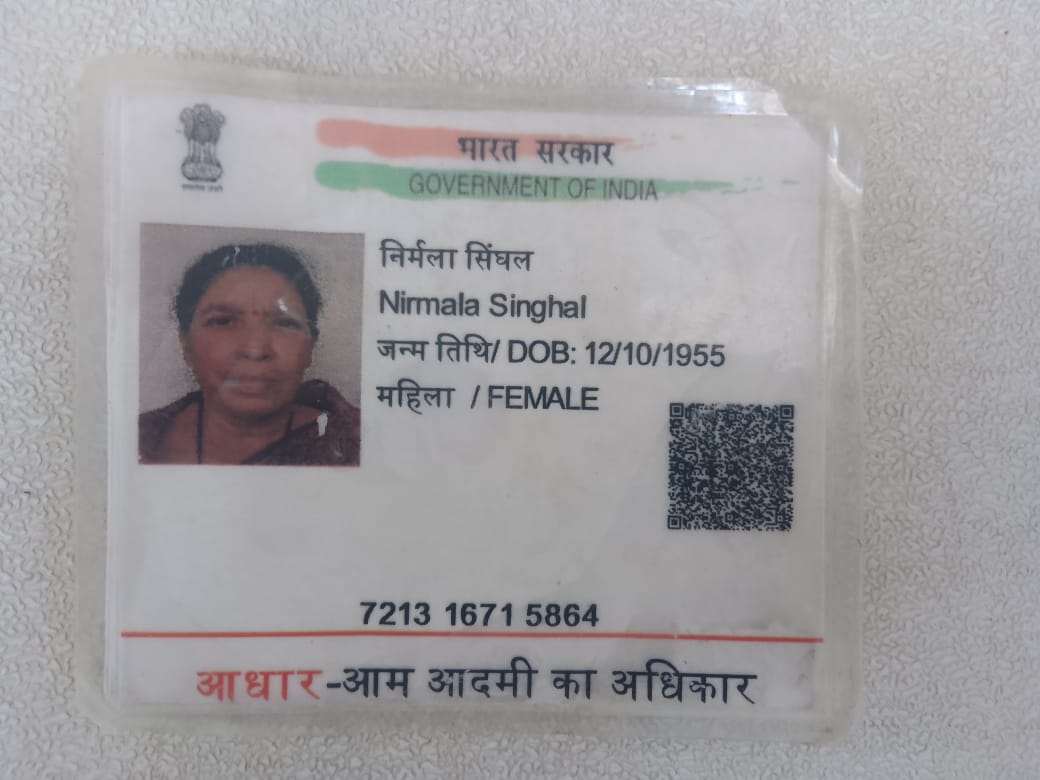 भारत सरकार
GOVERNMENT OF INDIA
निर्मला सिंघल
Nirmala Singhal
जन्म तिथि/ DOB: 12/10/1955
महिला / FEMALE
7213 1671 5864
आधार-आम आदमी का अधिकार